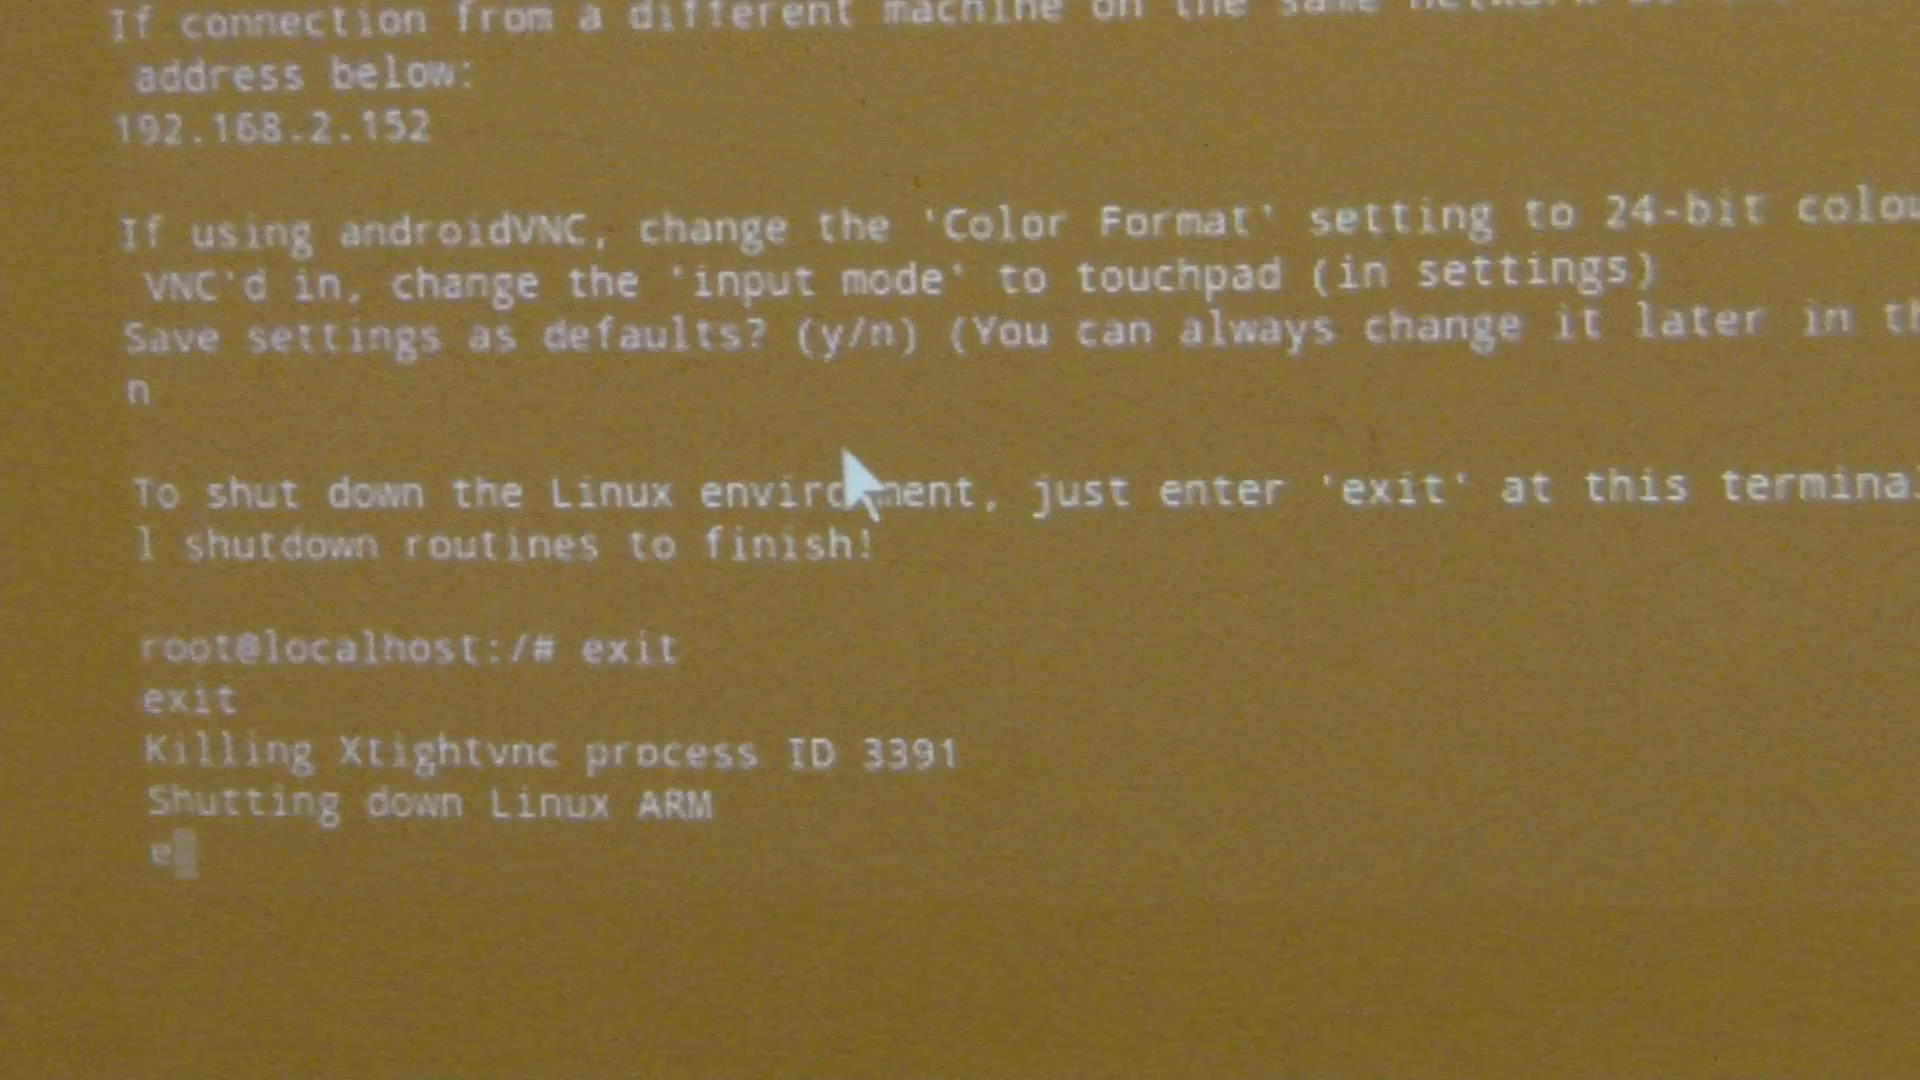 If connection from a different machine on the same network
address below:
192.168.2.152
If using androidVNC, change the 'Color Format' setting to 24-bit colou
VNC'd in, change the 'input mode' to touchpad (in settings)
Save settings as defaults? (y/n) (You can always change it later in th
n
To shut down the Linux environment, just enter 'exit' at this terminal
l shutdown routines to finish!
root@localhost:/# exit
exit
Killing Xtightvnc process ID 3391
Shutting down Linux ARM
e